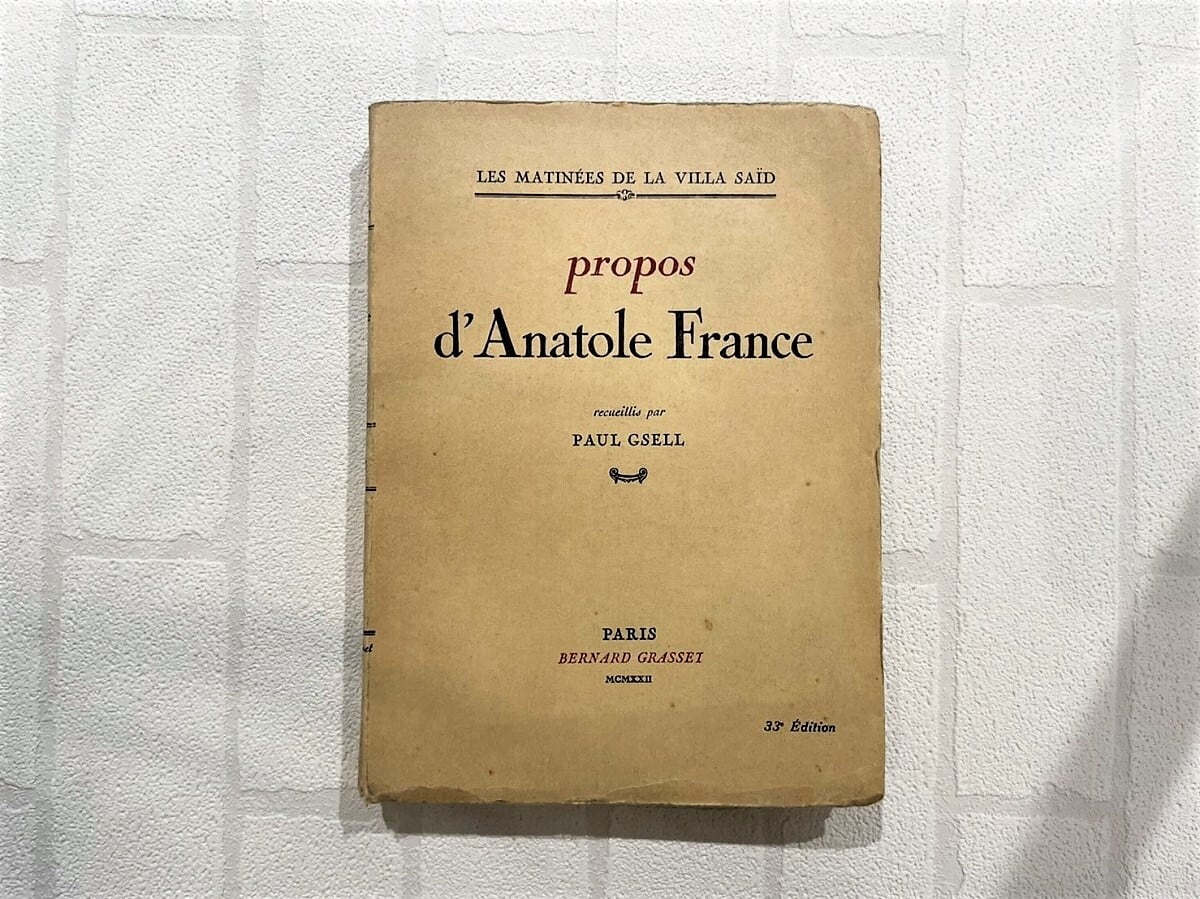 LES MATINÉES DE LA VILLA SAÏD
propos
d'Anatole France
recueillis par
PAUL GSELL
PARIS
BERNARD GRASSET
MCMXXII
33e Édition